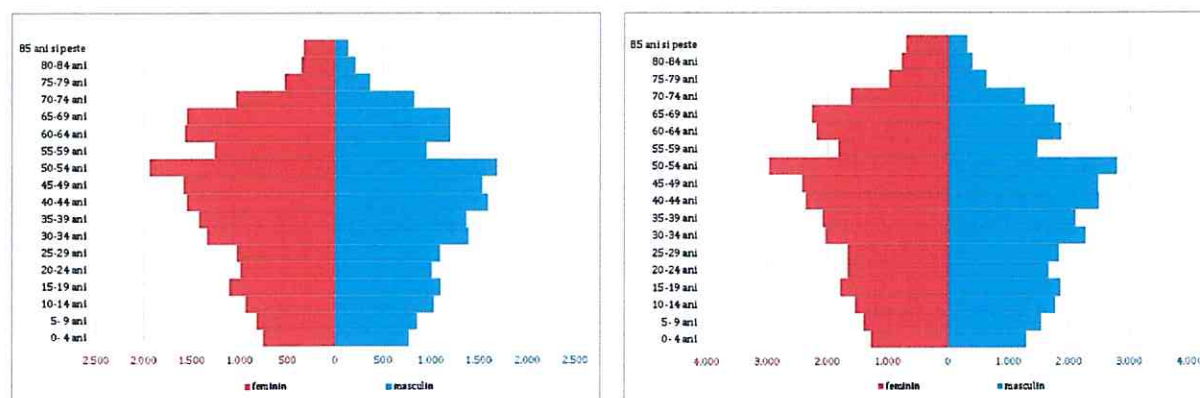 85 ani si peste
80-84 ani
75-79 ani
70-74 ani
65-69 ani
60-64 ani
55-59 ani
50-54 ani
45-49 ani
40-44 ani
35-39 ani
30-34 ani
25-29 ani
20-24 ani
15-19 ani
10-14 ani
5- 9 ani
0- 4 ani
2.500 2.000 1.500 1.000 500 0 500 1.000 1.500 2.000 2.500
feminin masculin
85 ani si peste
80-84 ani
75-79 ani
70-74 ani
65-69 ani
60-64 ani
55-59 ani
50-54 ani
45-49 ani
40-44 ani
35-39 ani
30-34 ani
25-29 ani
20-24 ani
15-19 ani
10-14 ani
5- 9 ani
0- 4 ani
4.000 3.000 2.000 1.000 0 1.000 2.000 3.000 4.000
feminin masculin